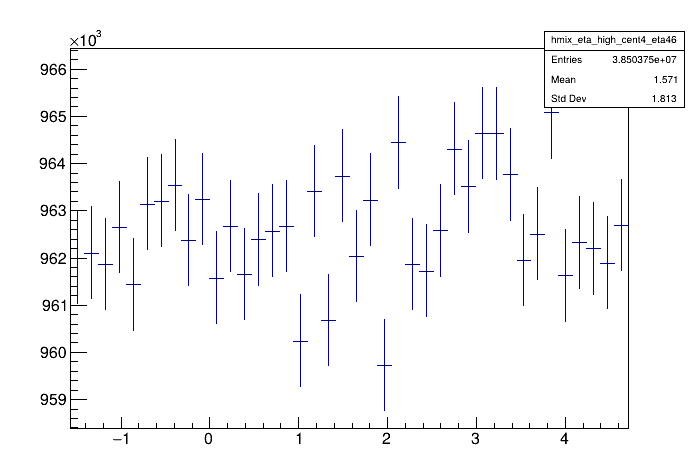 ×10³
hmix_eta_high_cent4_eta46
Entries 3.850375e+07
Mean 1.571
Std Dev 1.813
966
965
964
963
962
961
960
959
−1 0 1 2 3 4